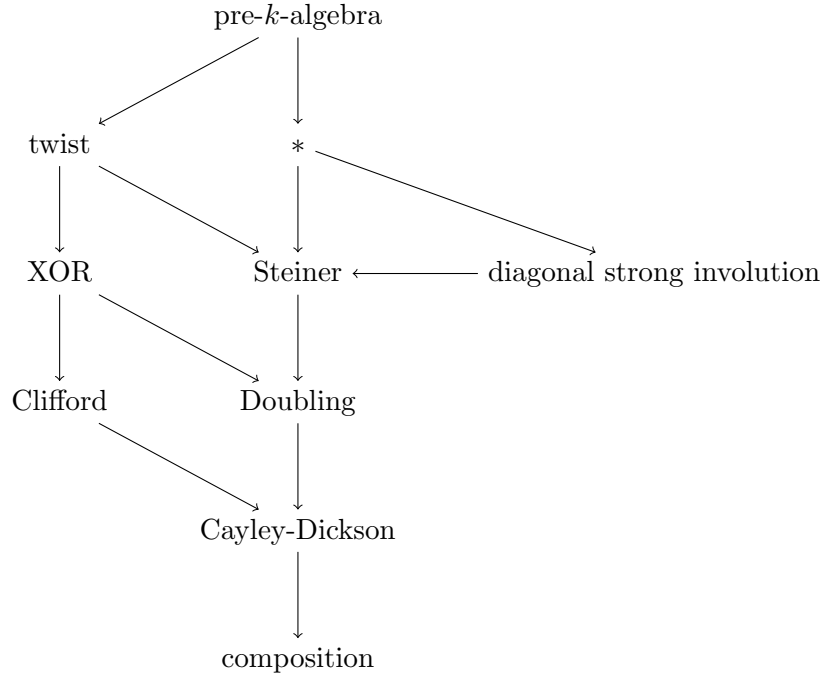 pre-k-algebra
twist
*
XOR
Steiner
diagonal strong involution
Clifford
Doubling
Cayley-Dickson
composition